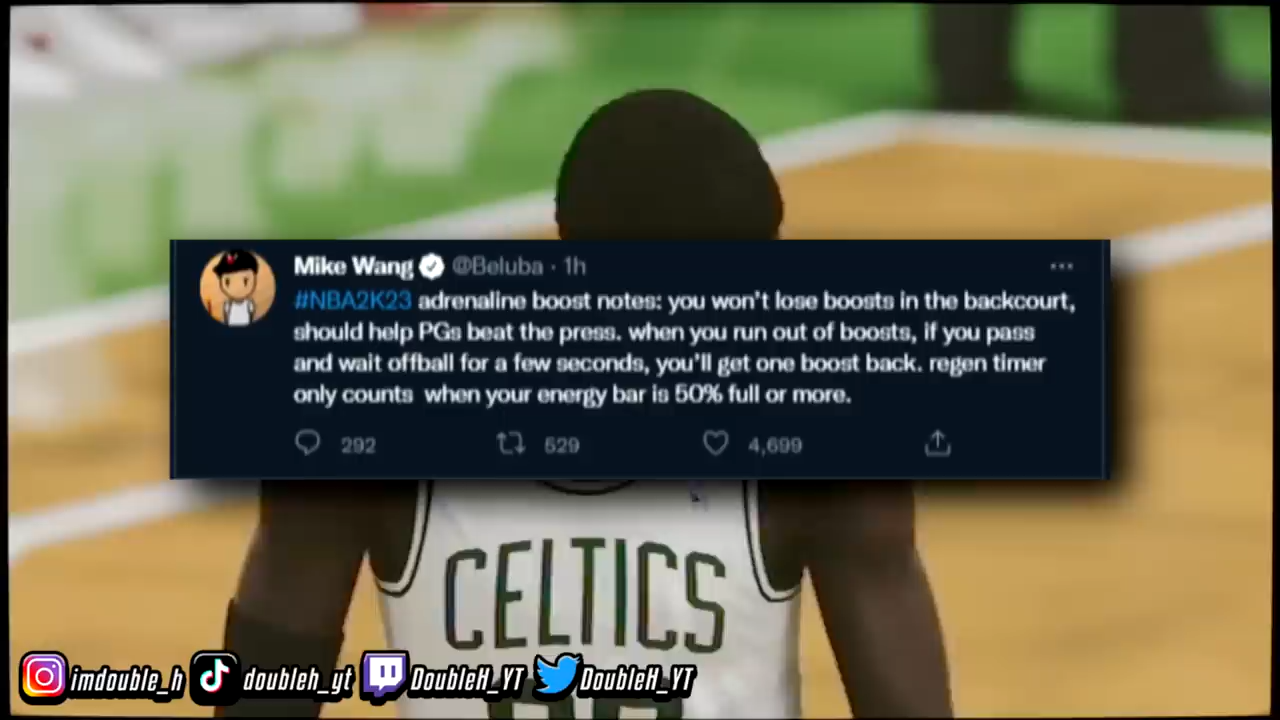 Mike Wang @Beluba · 1h
#NBA2K23 adrenaline boost notes: you won't lose boosts in the backcourt,
should help PGs beat the press. when you run out of boosts, if you pass
and wait offball for a few seconds, you'll get one boost back. regen timer
only counts when your energy bar is 50% full or more.
292 529 4,699
CELTICS
imdouble_h doubleh_yt DoubleH_YT DoubleH_YT